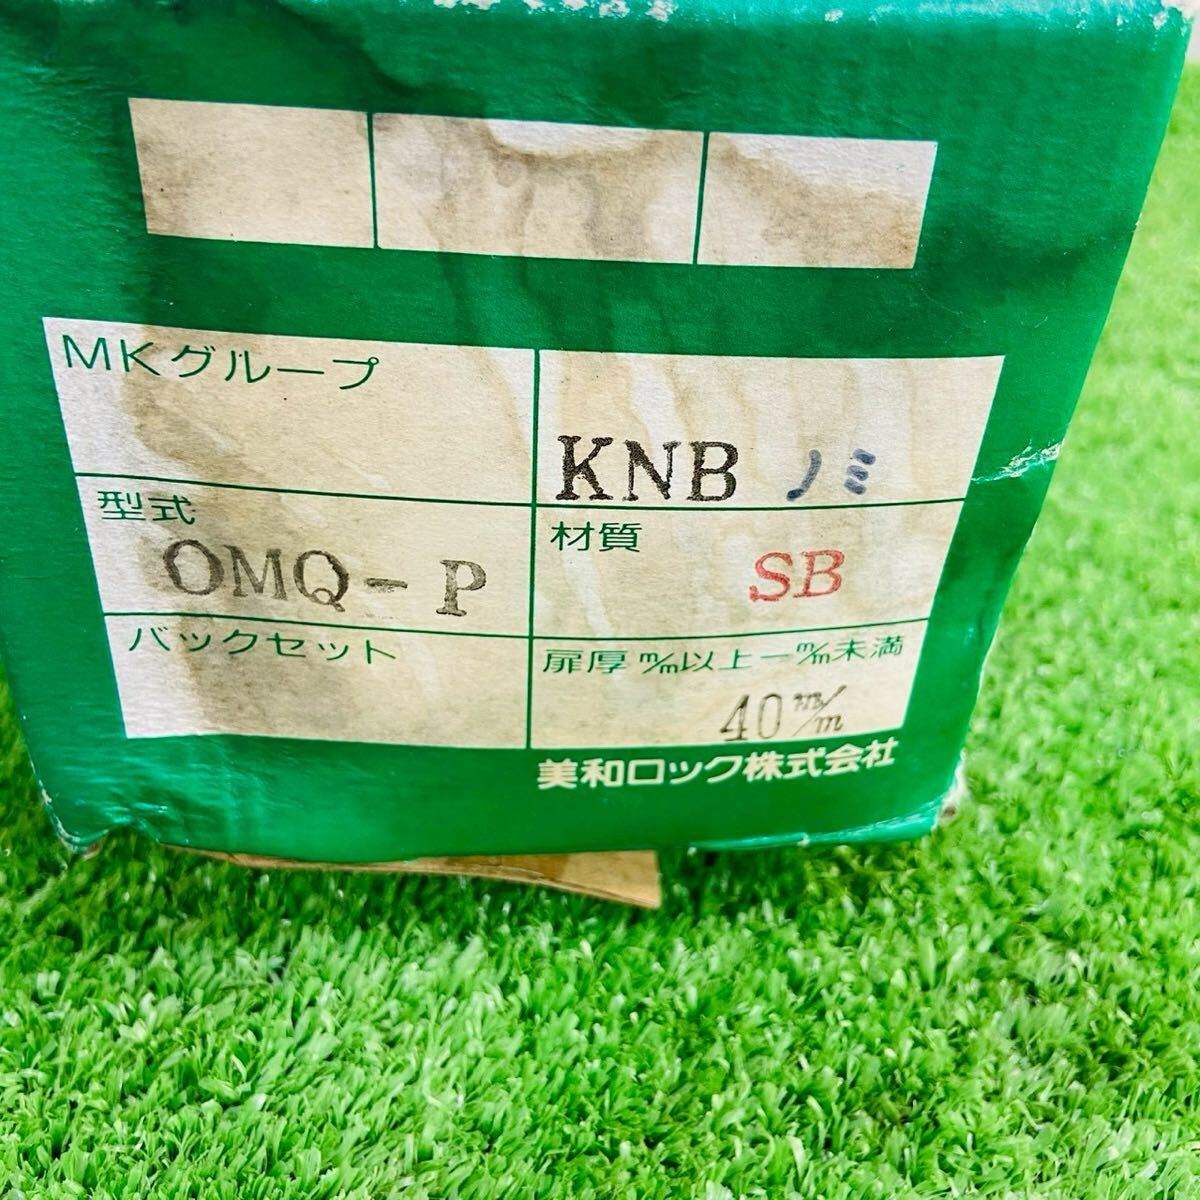 MKグループ
KNB ノミ
型式
OMQ-P
材質
SB
バックセット
扉厚 m/m以上ーm/m未満
40 m/m
美和ロック株式会社